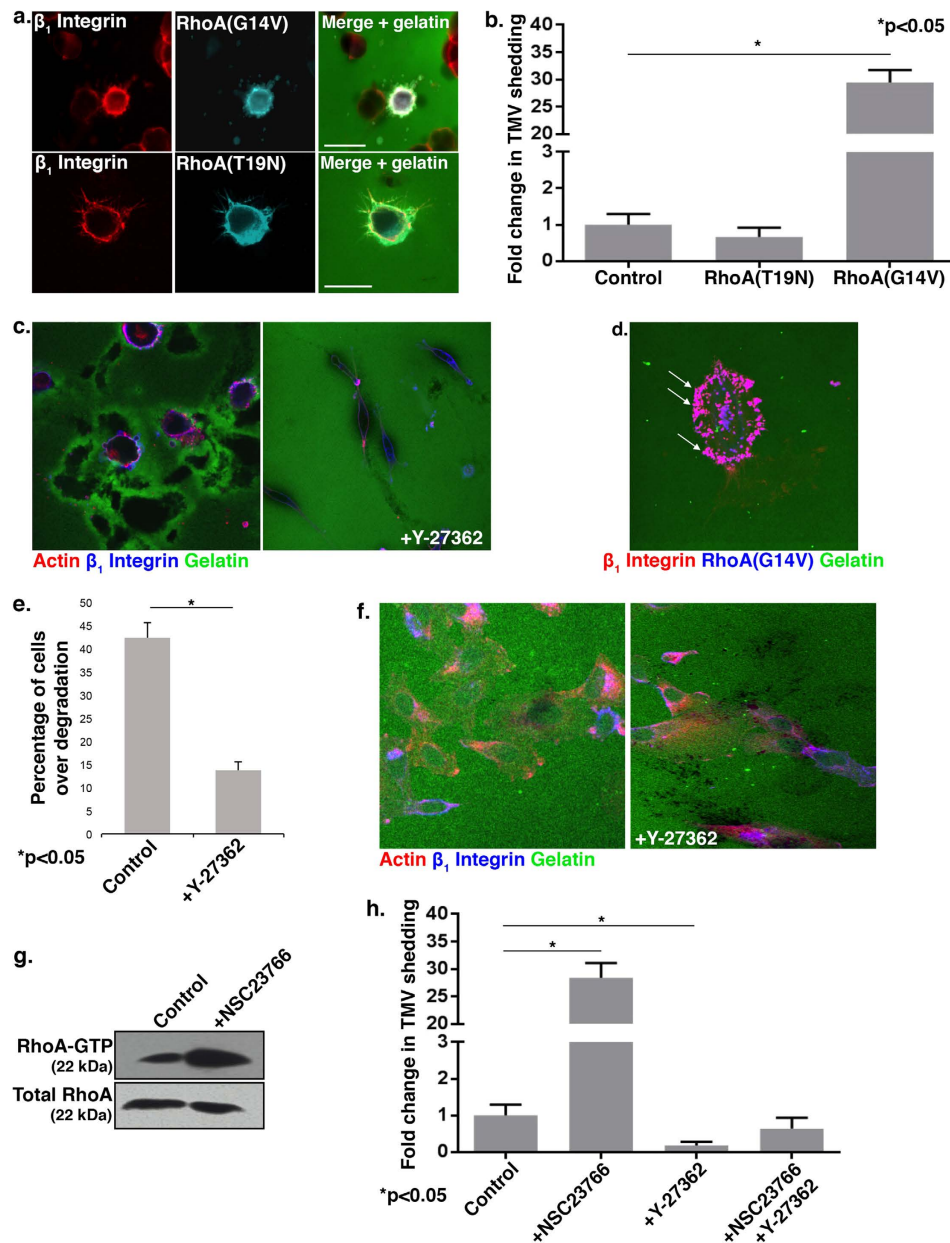 a.
β₁ Integrin
RhoA(G14V)
Merge + gelatin
β₁ Integrin
RhoA(T19N)
Merge + gelatin
b.
*p<0.05
*
Fold change in TMV shedding
40
35
30
25
20
3
2
1
0
Control
RhoA(T19N)
RhoA(G14V)
c.
+Y-27362
Actin β₁ Integrin Gelatin
d.
β₁ Integrin RhoA(G14V) Gelatin
e.
Percentage of cells
over degradation
50
45
40
35
30
25
20
15
10
5
0
*
Control
+Y-27362
*p<0.05
f.
+Y-27362
Actin β₁ Integrin Gelatin
g.
Control
+NSC23766
RhoA-GTP
(22 kDa)
Total RhoA
(22 kDa)
h.
Fold change in TMV shedding
40
35
30
25
20
3
2
1
0
*
*
Control
+NSC23766
+Y-27362
+NSC23766
+Y-27362
*p<0.05